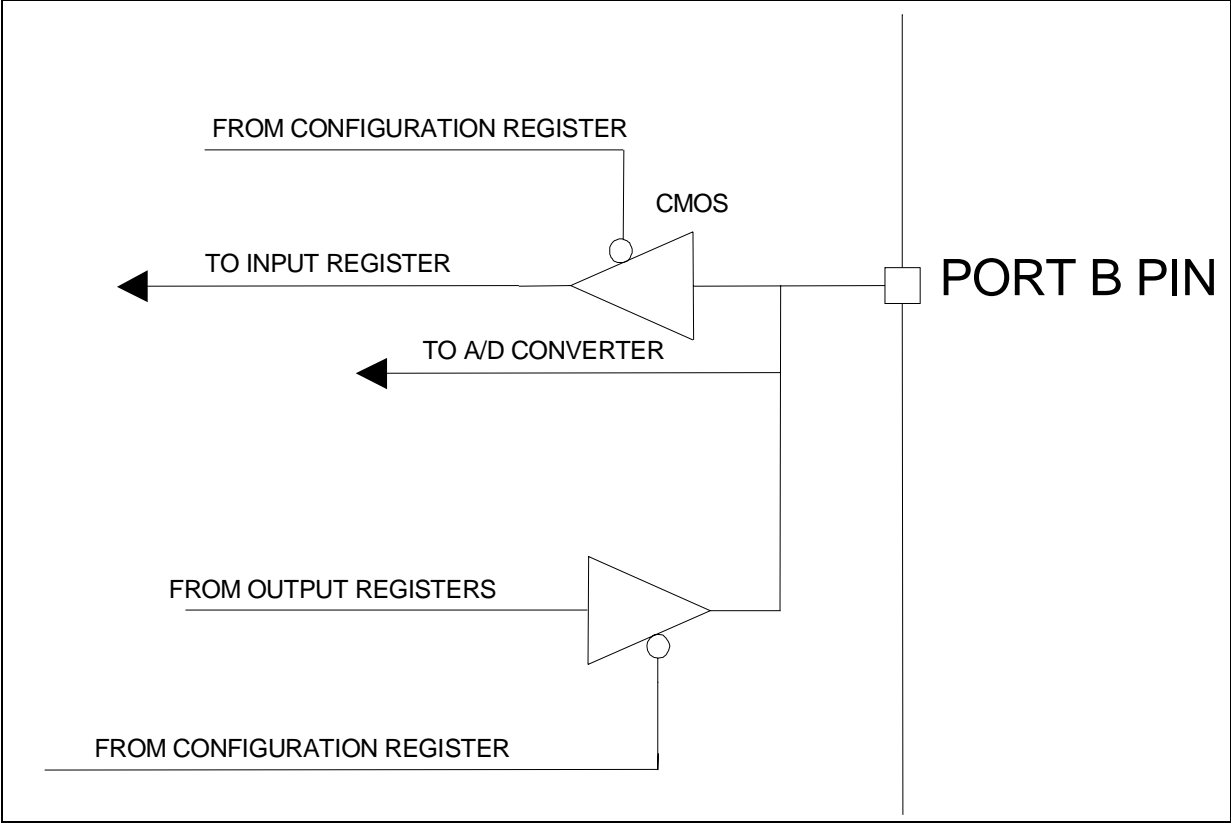 FROM CONFIGURATION REGISTER
CMOS
TO INPUT REGISTER
PORT B PIN
TO A/D CONVERTER
FROM OUTPUT REGISTERS
FROM CONFIGURATION REGISTER